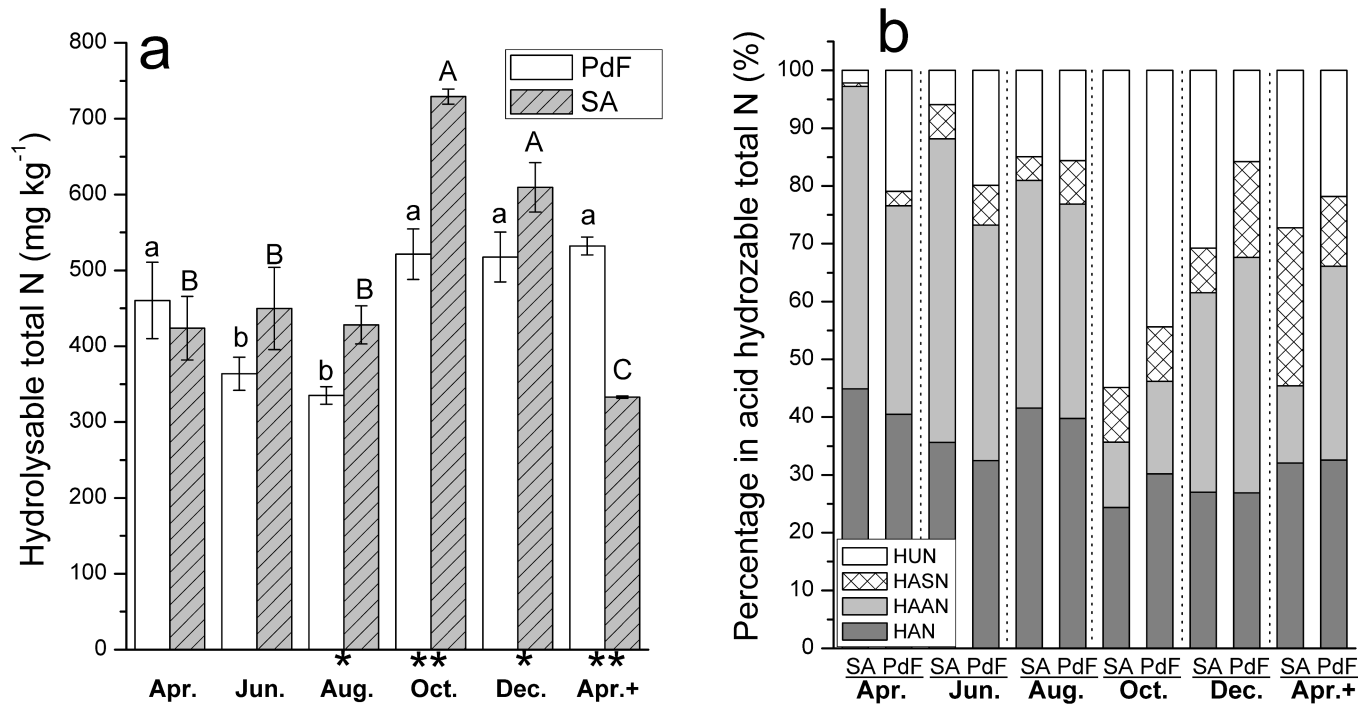 a
Hydrolysable total N (mg kg-1)
800
700
600
500
400
300
200
100
0
PdF
SA
a
B
b
B
b
B
a
A
a
A
a
C
* ** * **
Apr. Jun. Aug. Oct. Dec. Apr.+
b
Percentage in acid hydrozable total N (%)
100
90
80
70
60
50
40
30
20
10
0
HUN
HASN
HAAN
HAN
SA PdF SA PdF SA PdF SA PdF SA PdF SA PdF
Apr. Jun. Aug. Oct. Dec. Apr.+